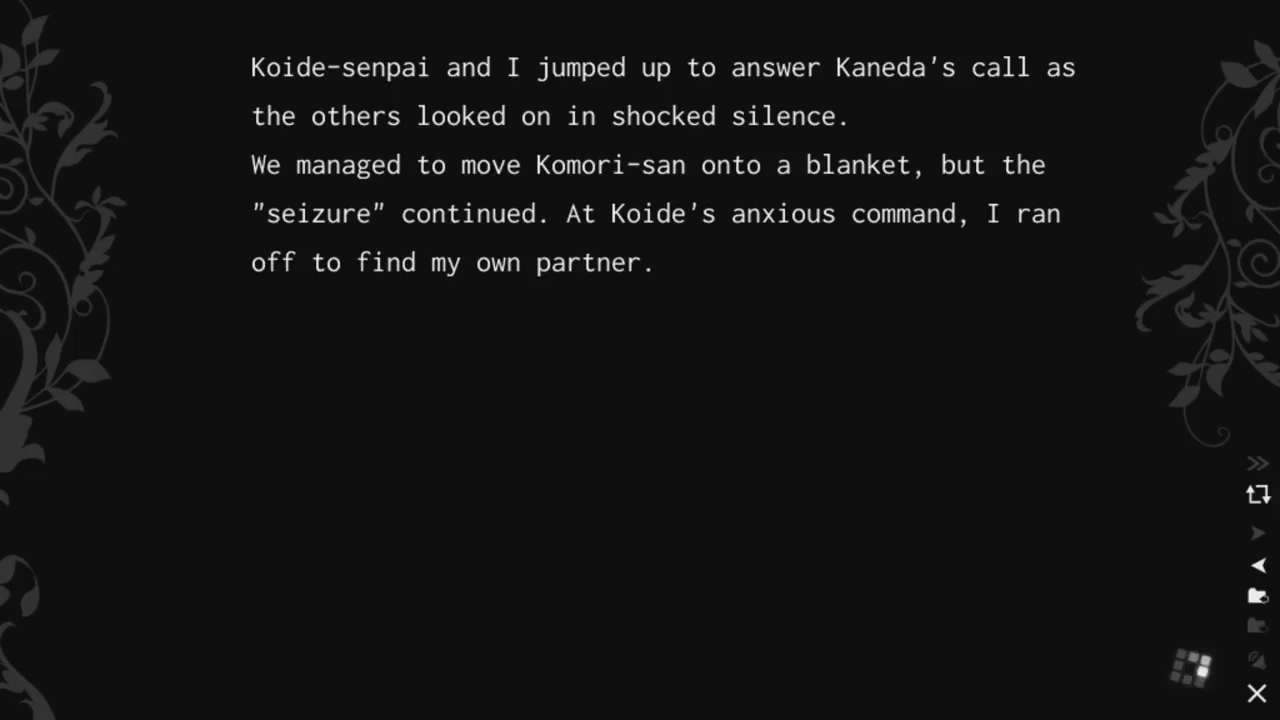 Koide-senpai and I jumped up to answer Kaneda's call as
the others looked on in shocked silence.
We managed to move Komori-san onto a blanket, but the
"seizure" continued. At Koide's anxious command, I ran
off to find my own partner.